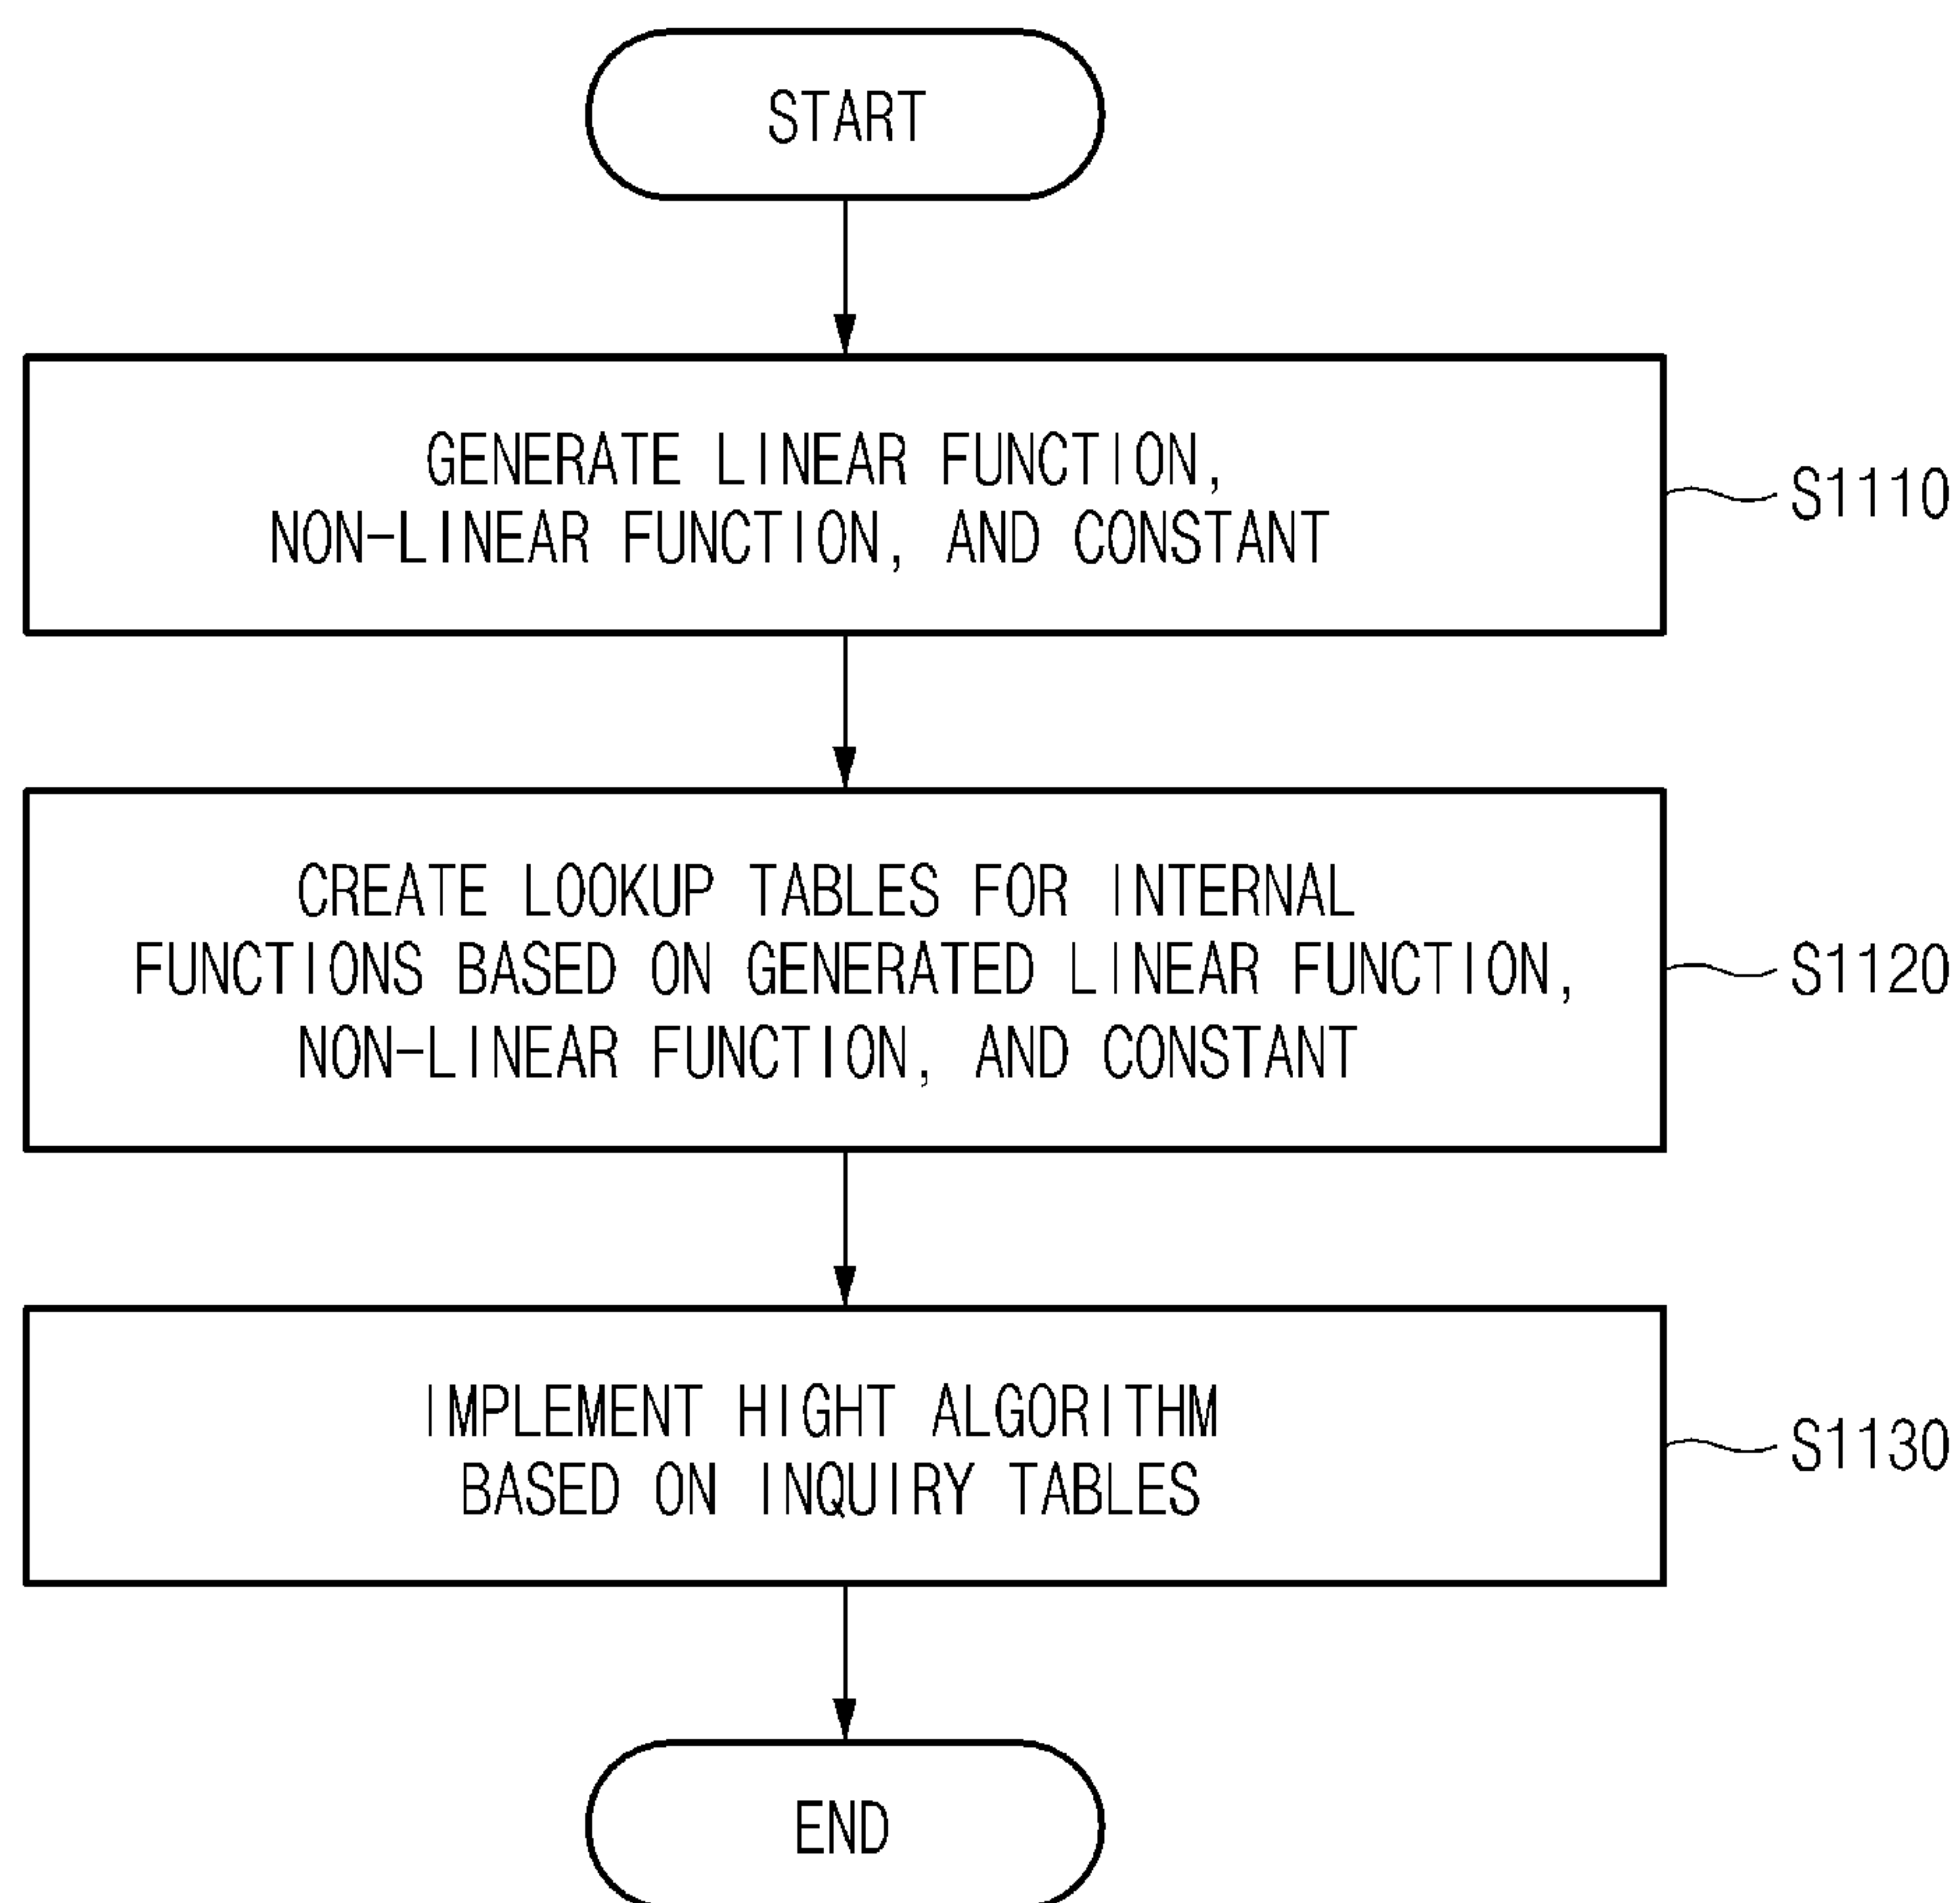 START
GENERATE LINEAR FUNCTION,
NON-LINEAR FUNCTION, AND CONSTANT
S1110
CREATE LOOKUP TABLES FOR INTERNAL
FUNCTIONS BASED ON GENERATED LINEAR FUNCTION,
NON-LINEAR FUNCTION, AND CONSTANT
S1120
IMPLEMENT HIGHT ALGORITHM
BASED ON INQUIRY TABLES
S1130
END